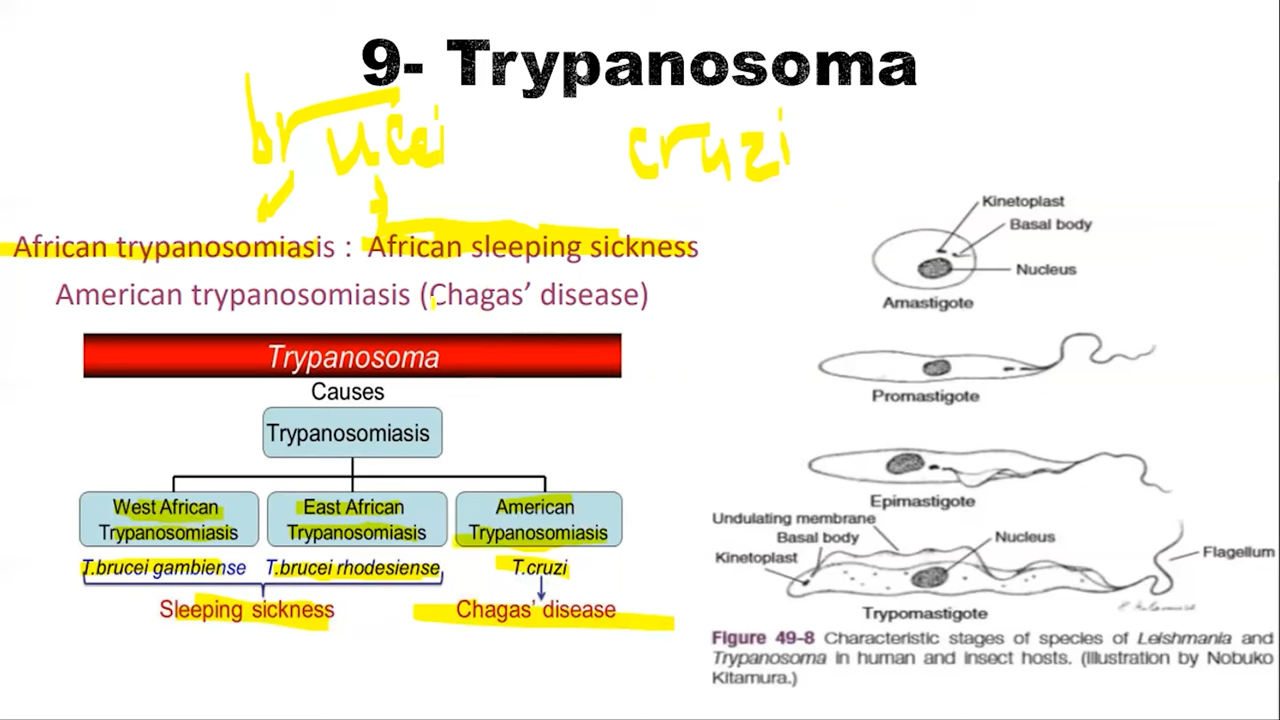 9- Trypanosoma
brucei cruzi
African trypanosomiasis : African sleeping sickness
American trypanosomiasis (Chagas’ disease)
Trypanosoma
Causes
Trypanosomiasis
West African
Trypanosomiasis
East African
Trypanosomiasis
American
Trypanosomiasis
T.brucei gambiense
T.brucei rhodesiense
T.cruzi
Sleeping sickness
Chagas’ disease
Kinetoplast
Basal body
Nucleus
Amastigote
Promastigote
Epimastigote
Undulating membrane
Basal body
Kinetoplast
Nucleus
Flagellum
Trypomastigote
Figure 49-8 Characteristic stages of species of Leishmania and
Trypanosoma in human and insect hosts. (Illustration by Nobuko
Kitamura.)